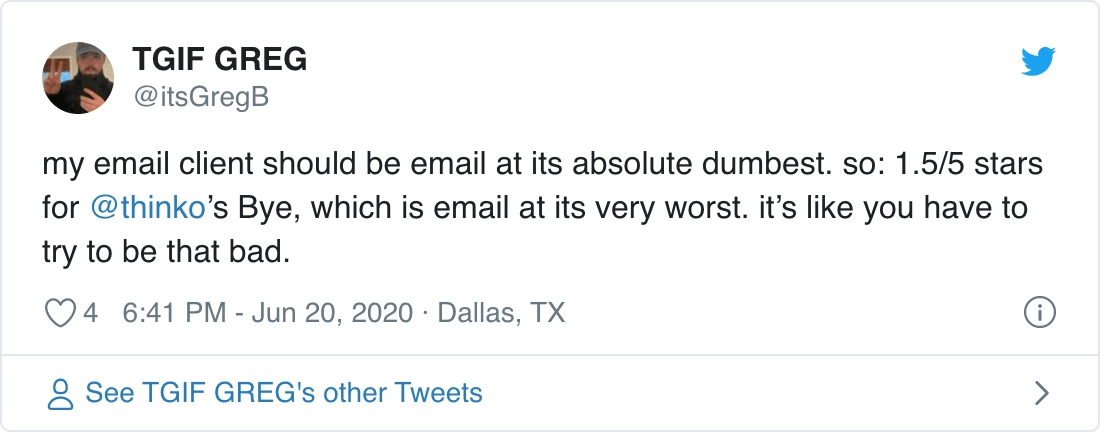 TGIF GREG
@itsGregB
my email client should be email at its absolute dumbest. so: 1.5/5 stars
for @thinko’s Bye, which is email at its very worst. it’s like you have to
try to be that bad.
4 6:41 PM - Jun 20, 2020 · Dallas, TX
See TGIF GREG's other Tweets